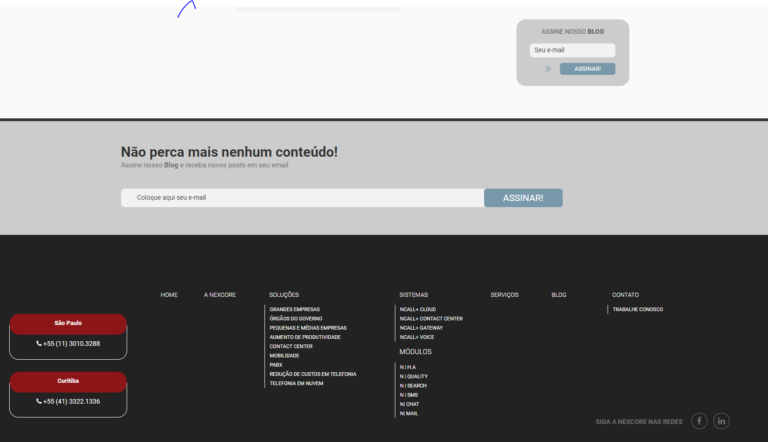 ASSINE NOSSO BLOG
Seu e-mail
ASSINAR!
Não perca mais nenhum conteúdo!
Assine nosso Blog e receba novos posts em seu email
Coloque aqui seu e-mail
ASSINAR!
HOME
A NEXCORE
SOLUÇÕES
GRANDES EMPRESAS
ÓRGÃOS DO GOVERNO
PEQUENAS E MÉDIAS EMPRESAS
AUMENTO DE PRODUTIVIDADE
CONTACT CENTER
MOBILIDADE
PABX
REDUÇÃO DE CUSTOS EM TELEFONIA
TELEFONIA EM NUVEM
SISTEMAS
NCALL+ CLOUD
NCALL+ CONTACT CENTER
NCALL+ GATEWAY
NCALL+ VOICE
MÓDULOS
N | H.A
N | QUALITY
N | SEARCH
N | SMS
N| CHAT
N| MAIL
SERVIÇOS
BLOG
CONTATO
TRABALHE CONOSCO
São Paulo
+55 (11) 3010.3288
Curitiba
+55 (41) 3322.1336
SIGA A NEXCORE NAS REDES